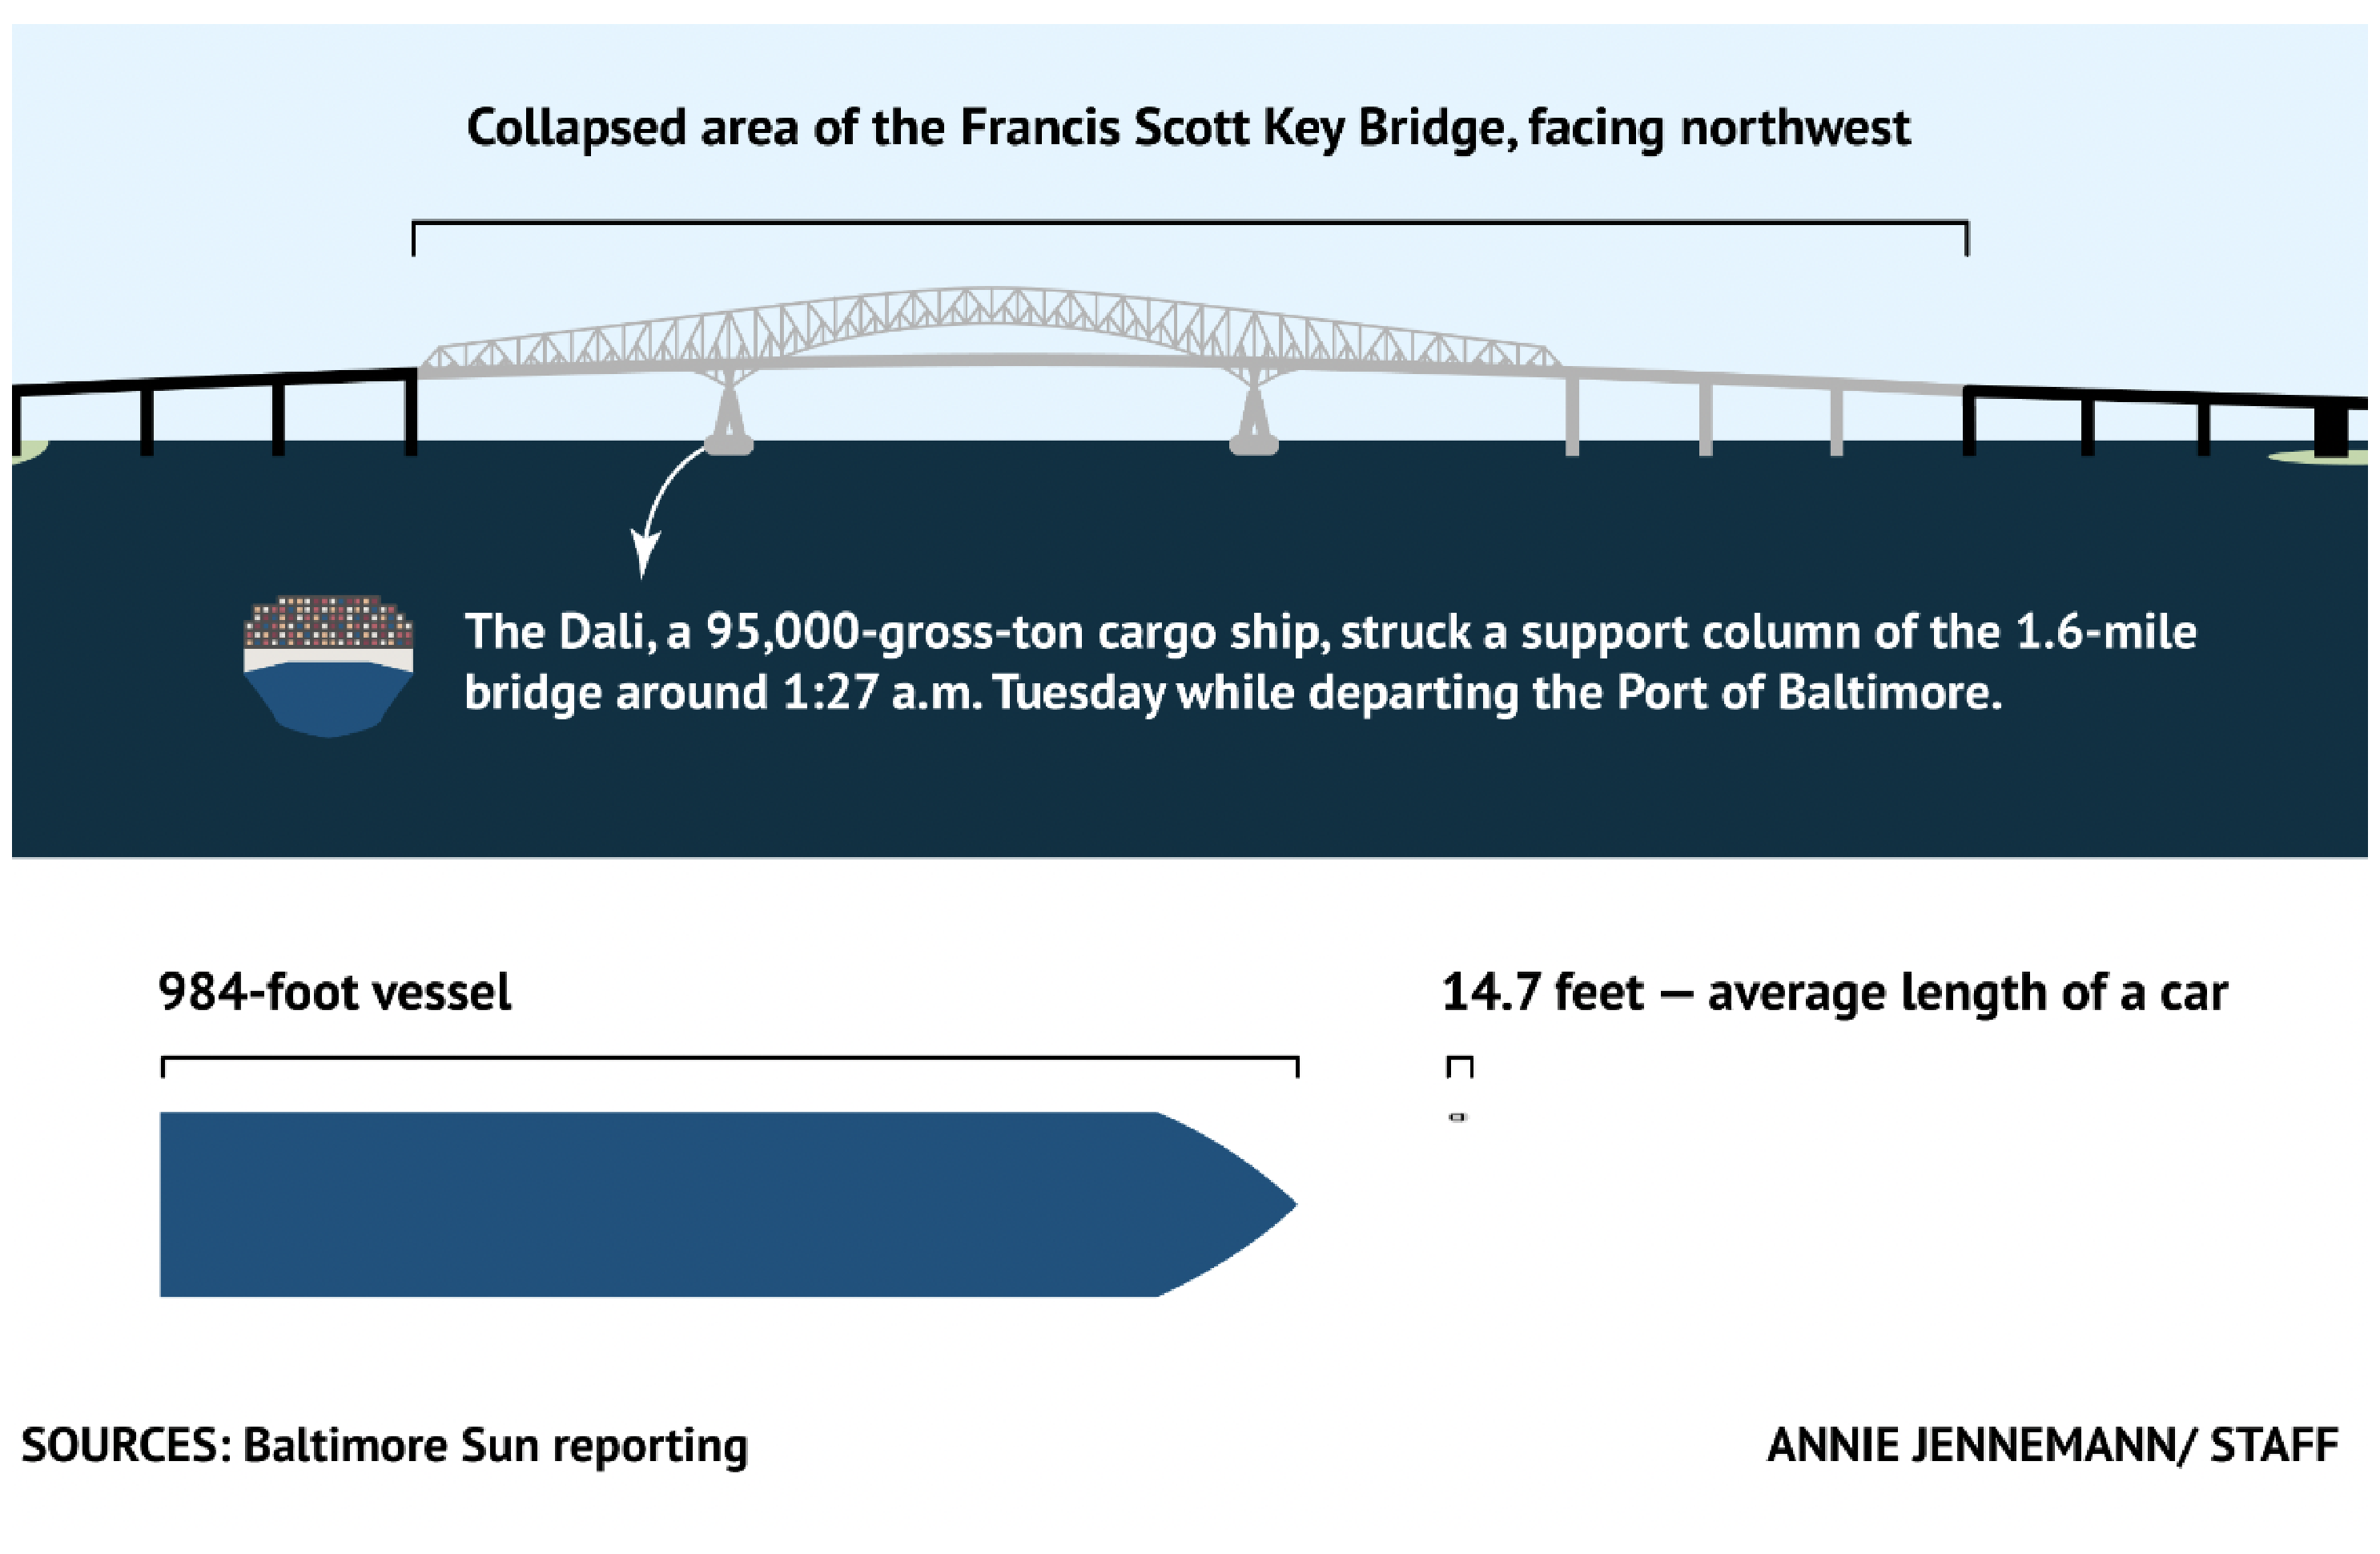 Collapsed area of the Francis Scott Key Bridge, facing northwest
The Dali, a 95,000-gross-ton cargo ship, struck a support column of the 1.6-mile
bridge around 1:27 a.m. Tuesday while departing the Port of Baltimore.
984-foot vessel
14.7 feet — average length of a car
SOURCES: Baltimore Sun reporting
ANNIE JENNEMANN/ STAFF